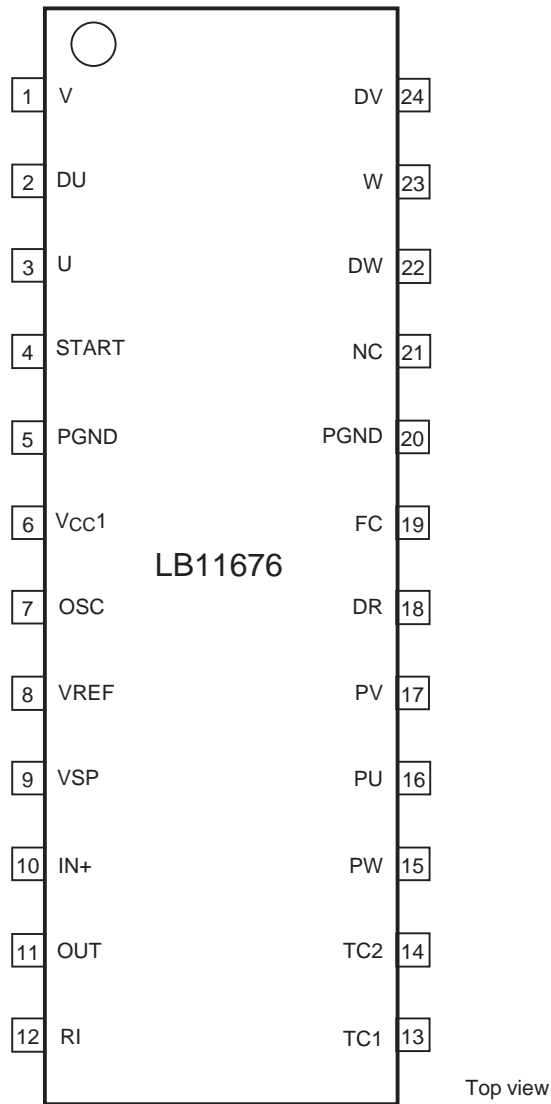 1 V DV 24
2 DU W 23
3 U DW 22
4 START NC 21
5 PGND PGND 20
6 VCC1 FC 19
LB11676
7 OSC DR 18
8 VREF PV 17
9 VSP PU 16
10 IN+ PW 15
11 OUT TC2 14
12 RI TC1 13
Top view